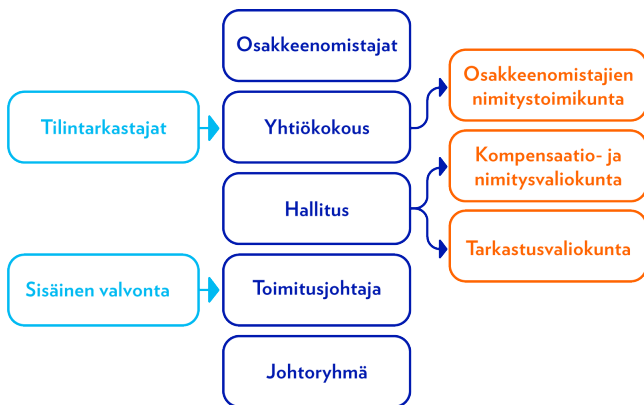 Osakkeenomistajat
Osakkeenomistajien
nimitystoimikunta
Tilintarkastajat
Yhtiökokous
Kompensaatio- ja
nimitysvaliokunta
Hallitus
Tarkastusvaliokunta
Sisäinen valvonta
Toimitusjohtaja
Johtoryhmä